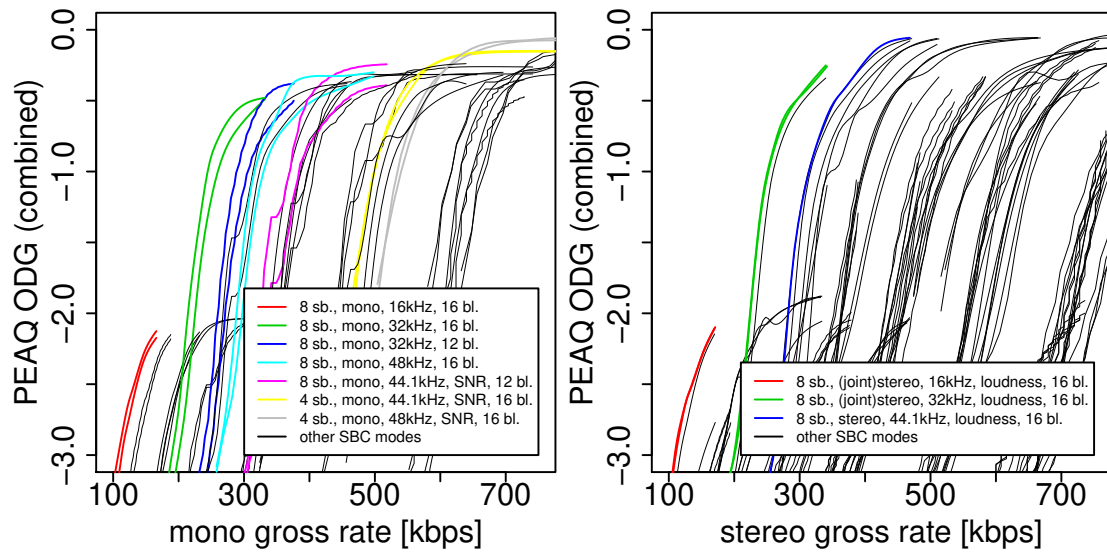 PEAQ ODG (combined)
0.0
−1.0
−2.0
−3.0
8 sb., mono, 16kHz, 16 bl.
8 sb., mono, 32kHz, 16 bl.
8 sb., mono, 32kHz, 12 bl.
8 sb., mono, 48kHz, 16 bl.
8 sb., mono, 44.1kHz, SNR, 12 bl.
4 sb., mono, 44.1kHz, SNR, 16 bl.
4 sb., mono, 48kHz, SNR, 16 bl.
other SBC modes
100 300 500 700
mono gross rate [kbps]
PEAQ ODG (combined)
0.0
−1.0
−2.0
−3.0
8 sb., (joint)stereo, 16kHz, loudness, 16 bl.
8 sb., (joint)stereo, 32kHz, loudness, 16 bl.
8 sb., stereo, 44.1kHz, loudness, 16 bl.
other SBC modes
100 300 500 700
stereo gross rate [kbps]